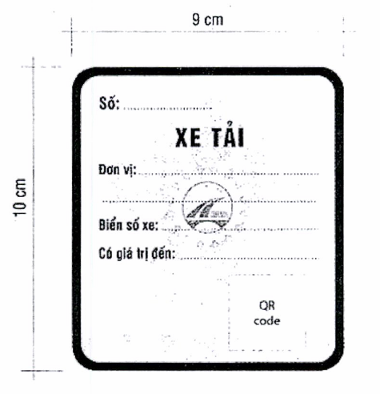 9 cm
10 cm
Số: ........................
XE TẢI
Đơn vị: ................................................
................................................................
Biển số xe: ........................................
Có giá trị đến: ...................................
QR
code